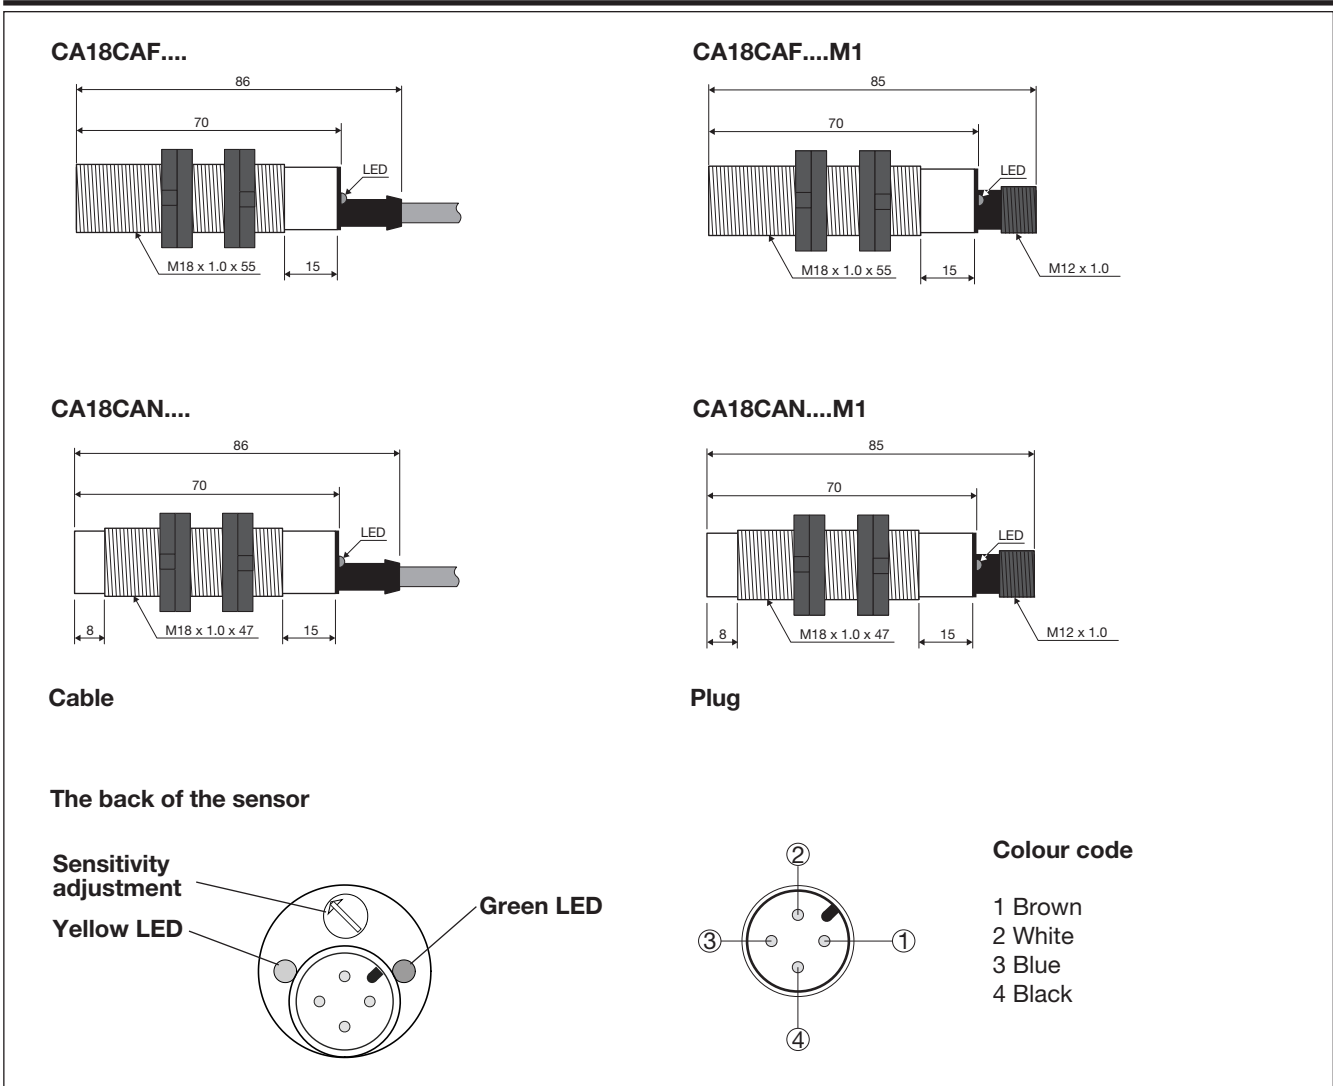 CA18CAF....
86
70
LED
M18 x 1.0 x 55
15
CA18CAF....M1
85
70
LED
M18 x 1.0 x 55
15
M12 x 1.0
CA18CAN....
86
70
LED
8
M18 x 1.0 x 47
15
CA18CAN....M1
85
70
LED
8
M18 x 1.0 x 47
15
M12 x 1.0
Cable
Plug
The back of the sensor
Sensitivity
adjustment
Yellow LED
Green LED
2
3
1
4
Colour code
1 Brown
2 White
3 Blue
4 Black